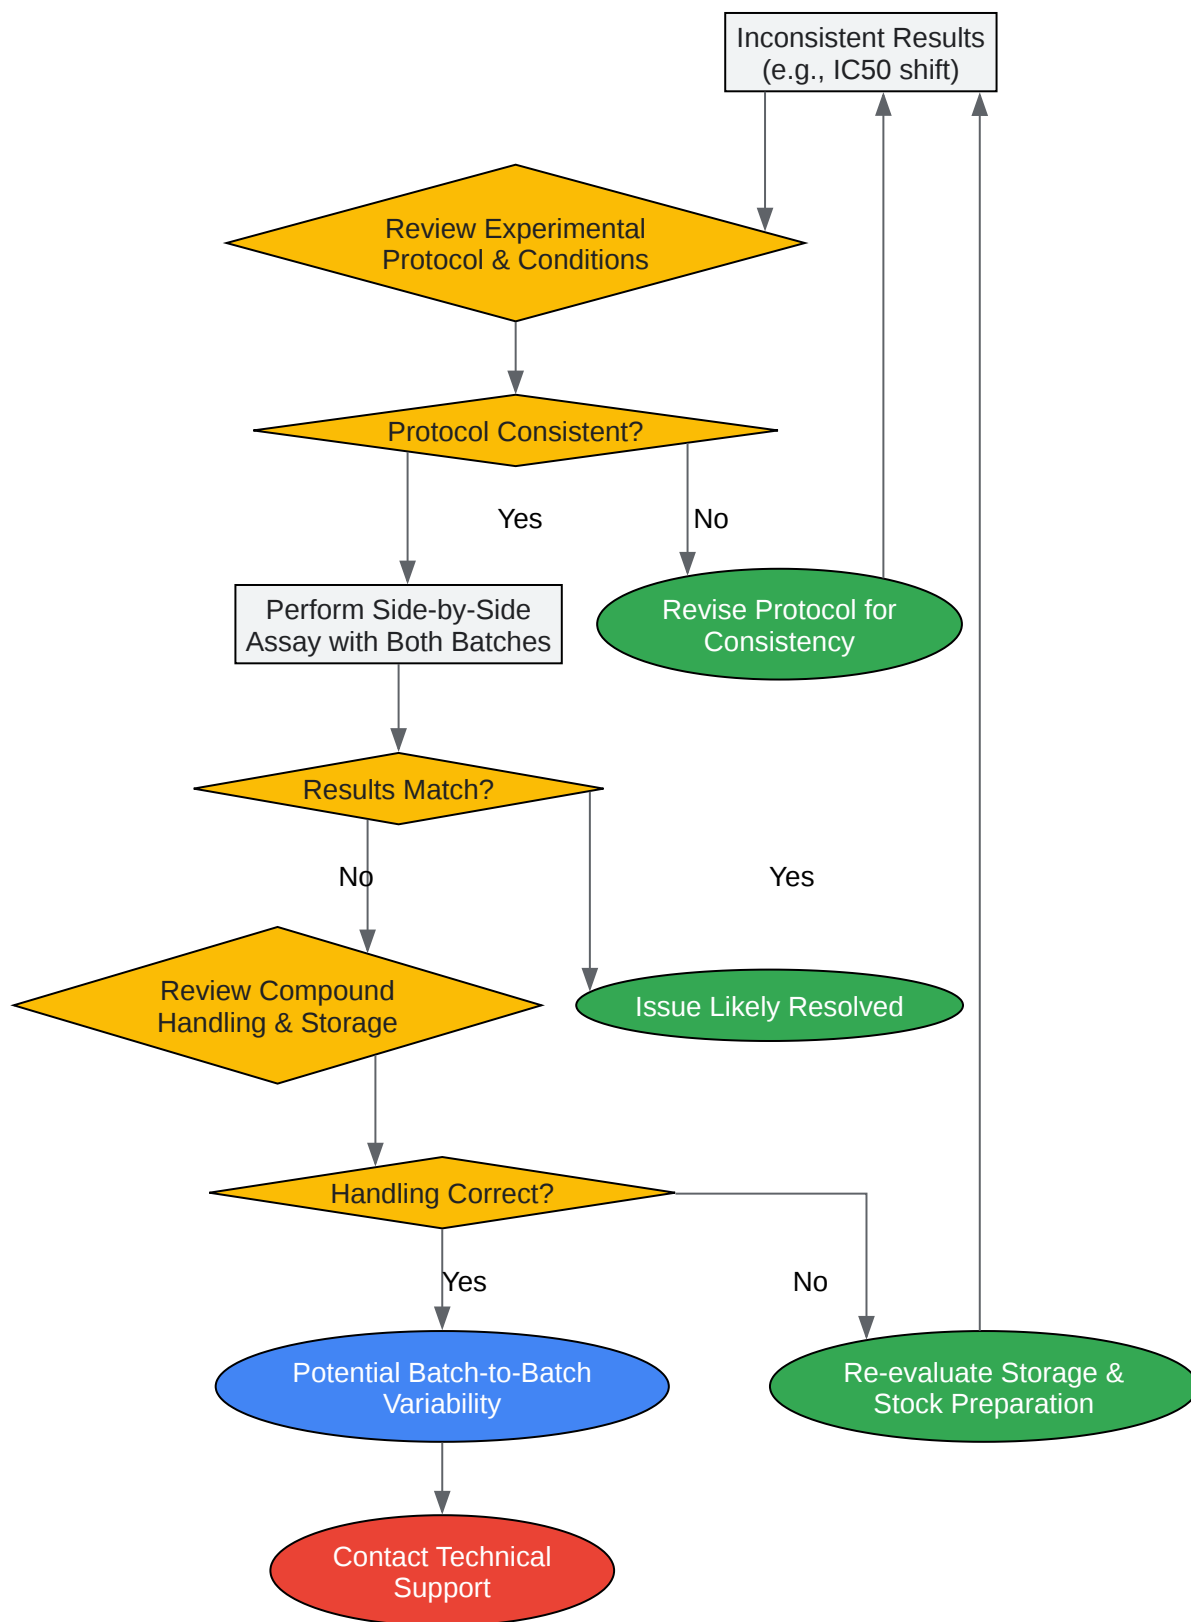 Inconsistent Results
(e.g., IC50 shift)
Review Experimental
Protocol & Conditions
Protocol Consistent?
Yes
No
Perform Side-by-Side
Assay with Both Batches
Revise Protocol for
Consistency
Results Match?
No
Yes
Review Compound
Handling & Storage
Issue Likely Resolved
Handling Correct?
Yes
No
Potential Batch-to-Batch
Variability
Re-evaluate Storage &
Stock Preparation
Contact Technical
Support